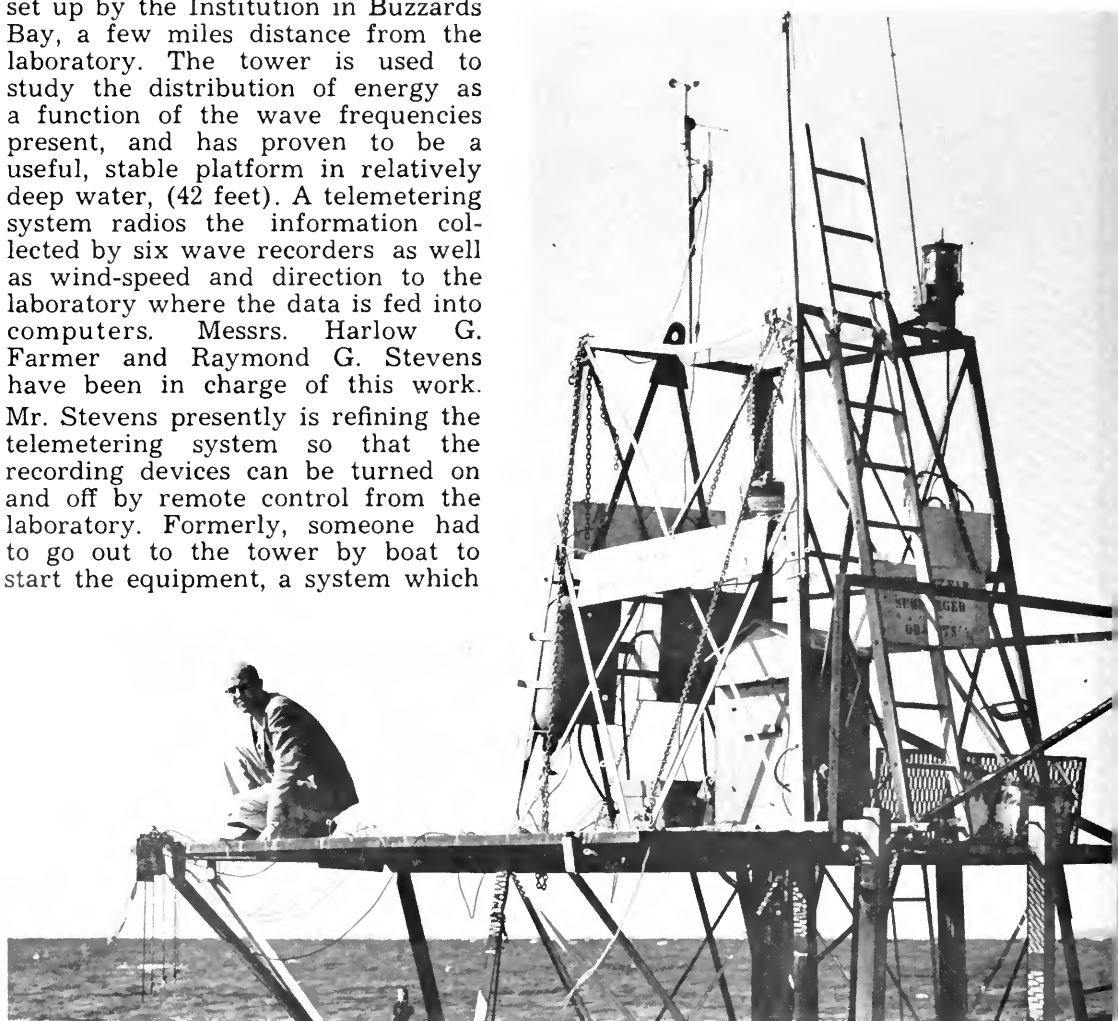 set up by the Institution in Buzzards
Bay, a few miles distance from the
laboratory. The tower is used to
study the distribution of energy as
a function of the wave frequencies
present, and has proven to be a
useful, stable platform in relatively
deep water, (42 feet). A telemetering
system radios the information col-
lected by six wave recorders as well
as wind-speed and direction to the
laboratory where the data is fed into
computers. Messrs. Harlow G.
Farmer and Raymond G. Stevens
have been in charge of this work.
Mr. Stevens presently is refining the
telemetering system so that the
recording devices can be turned on
and off by remote control from the
laboratory. Formerly, someone had
to go out to the tower by boat to
start the equipment, a system which